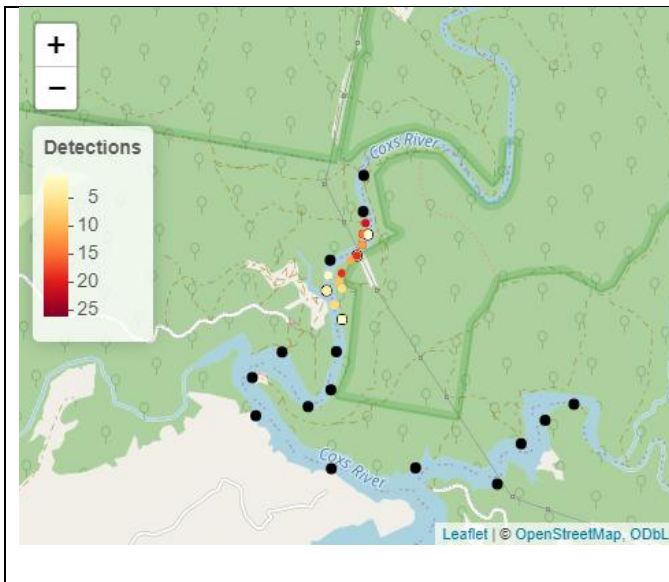 +
−
Coxs River
Detections
5
10
15
20
25
Coxs River
Leaflet | © OpenStreetMap, ODbL